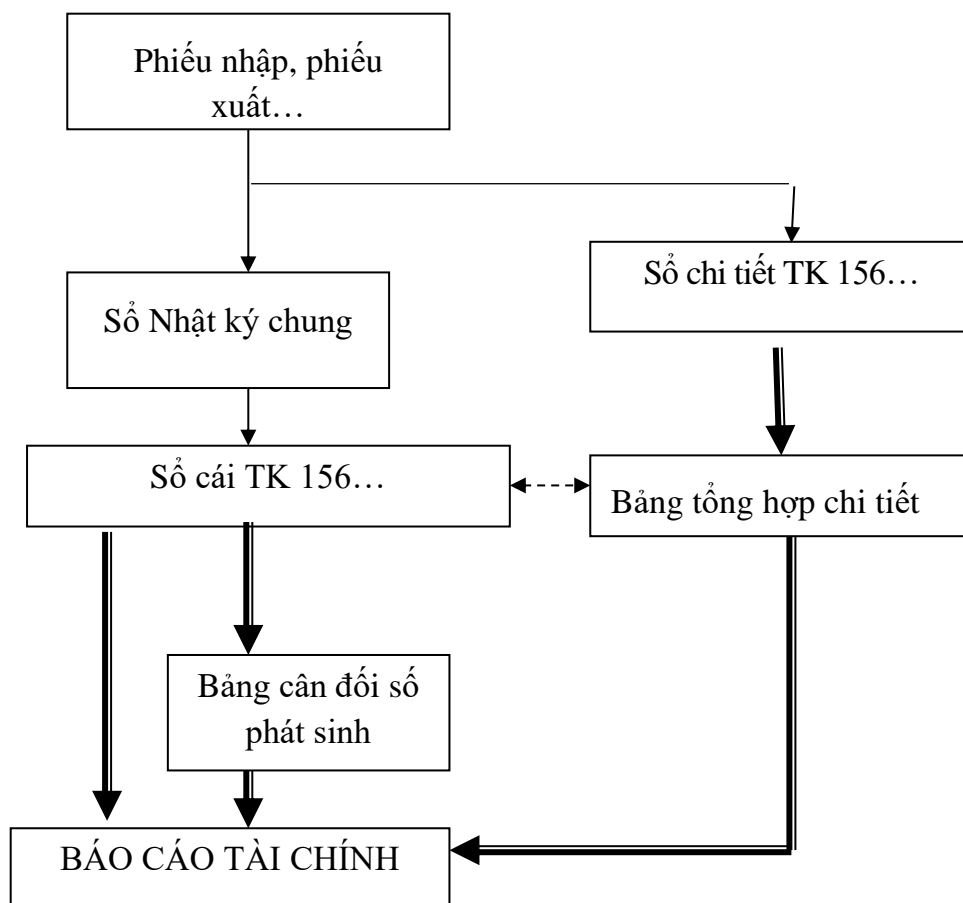 Phiếu nhập, phiếu
xuất…
Sổ chi tiết TK 156…
Sổ Nhật ký chung
Sổ cái TK 156…
Bảng tổng hợp chi tiết
Bảng cân đối số
phát sinh
BÁO CÁO TÀI CHÍNH